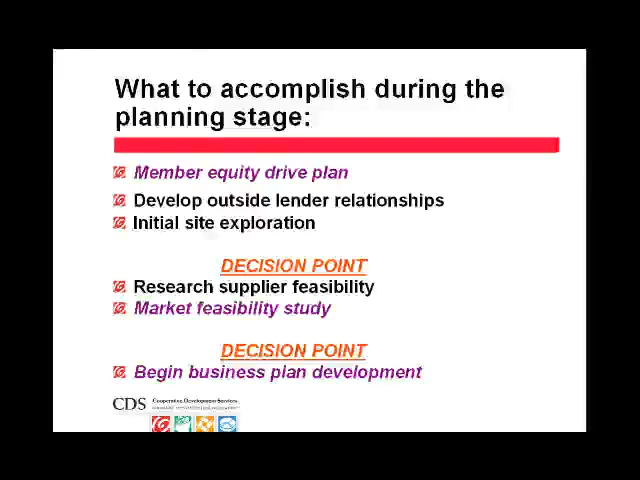 What to accomplish during the
planning stage:
Member equity drive plan
Develop outside lender relationships
Initial site exploration
DECISION POINT
Research supplier feasibility
Market feasibility study
DECISION POINT
Begin business plan development
CDS Cooperative Development Services